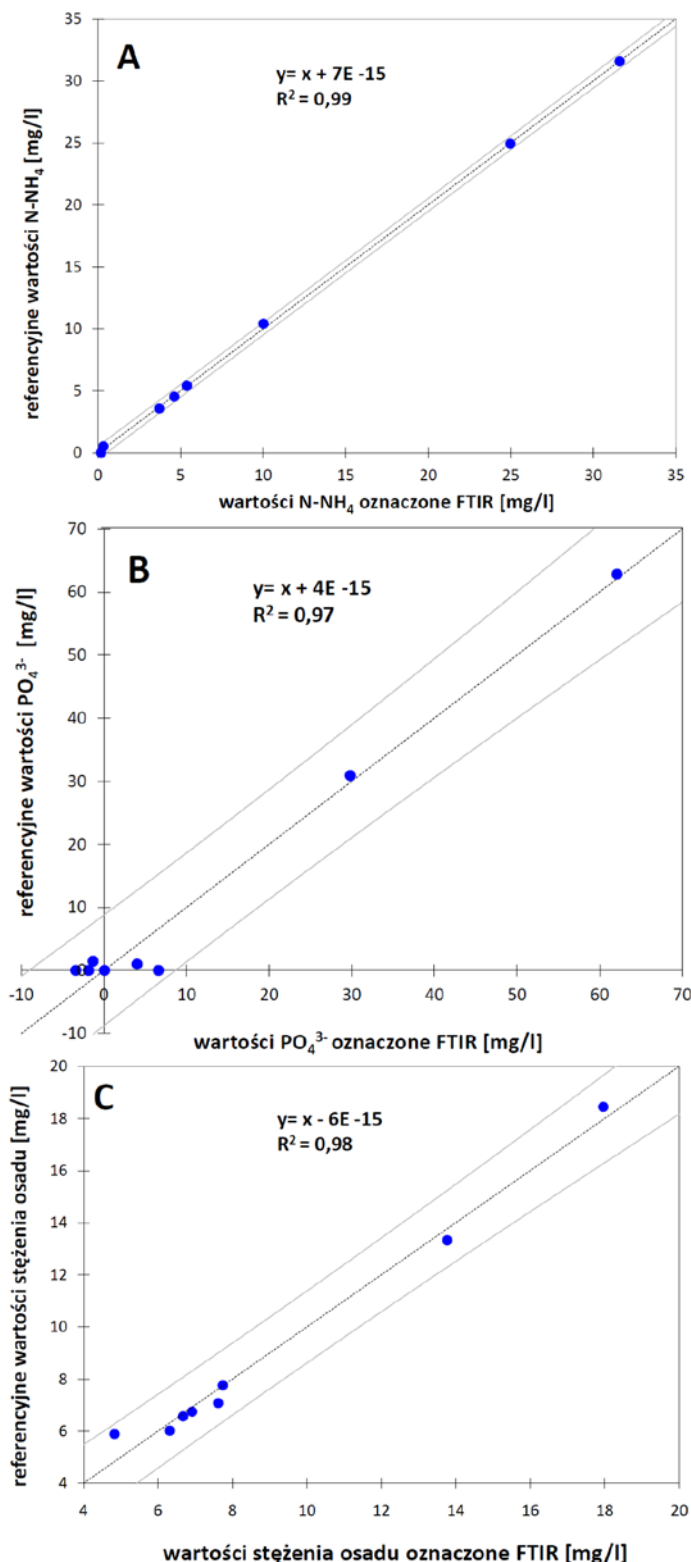 A
y= x + 7E -15
R² = 0,99
referencyjne wartości N-NH₄ [mg/l]
35
30
25
20
15
10
5
0
0 5 10 15 20 25 30 35
wartości N-NH₄ oznaczone FTIR [mg/l]
B
y= x + 4E -15
R² = 0,97
referencyjne wartości PO₄³⁻ [mg/l]
70
60
50
40
30
20
10
0
-10
-10 0 10 20 30 40 50 60 70
wartości PO₄³⁻ oznaczone FTIR [mg/l]
C
y= x - 6E -15
R² = 0,98
referencyjne wartości stężenia osadu [mg/l]
20
18
16
14
12
10
8
6
4
4 6 8 10 12 14 16 18 20
wartości stężenia osadu oznaczone FTIR [mg/l]